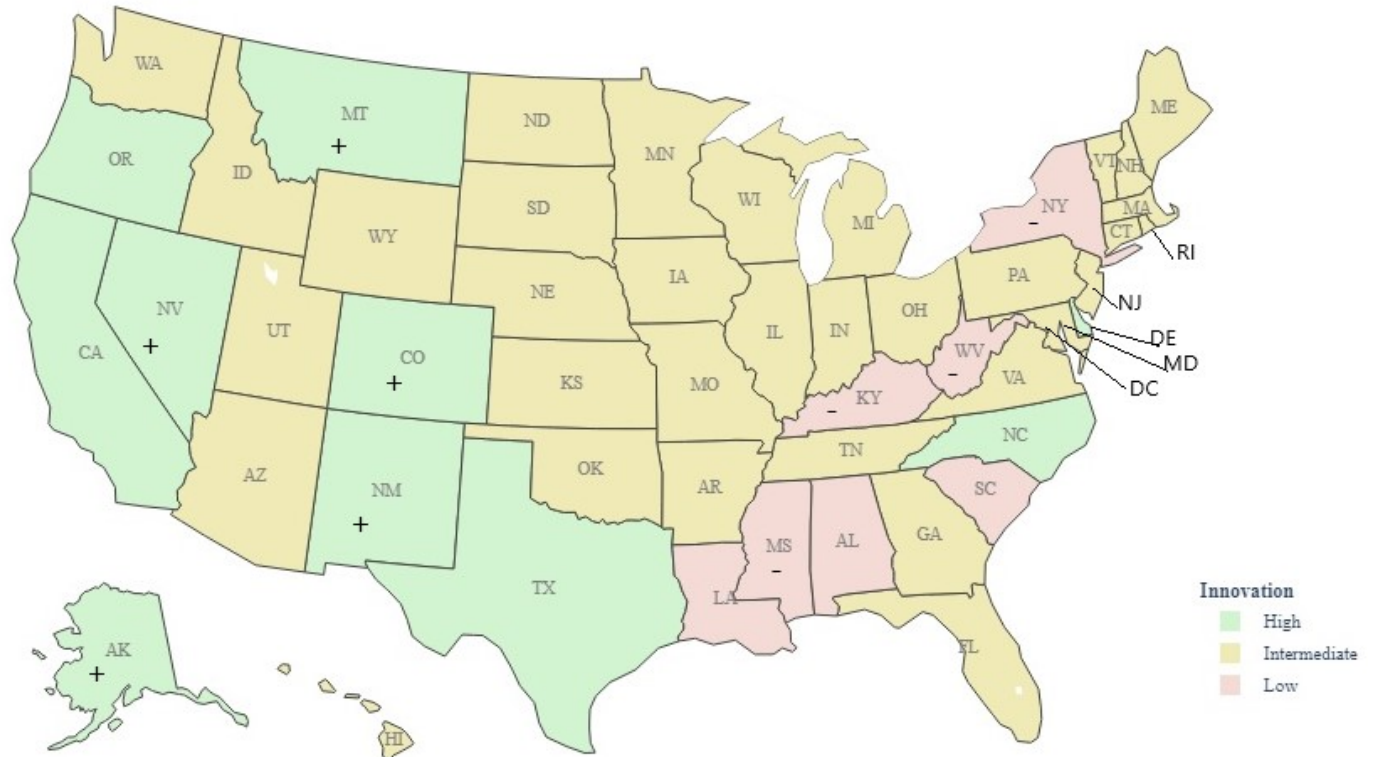 WA
MT
+
ND
MN
ME
OR
ID
SD
WI
MI
VT
NH
NY
-
MA
CT
RI
WY
NE
IA
PA
NJ
NV
+
UT
CO
+
IL
IN
OH
DE
MD
DC
CA
KS
MO
WV
-
KY
-
VA
AZ
NM
+
OK
AR
TN
NC
SC
MS
-
AL
GA
TX
LA
FL
AK
+
HI
Innovation
High
Intermediate
Low